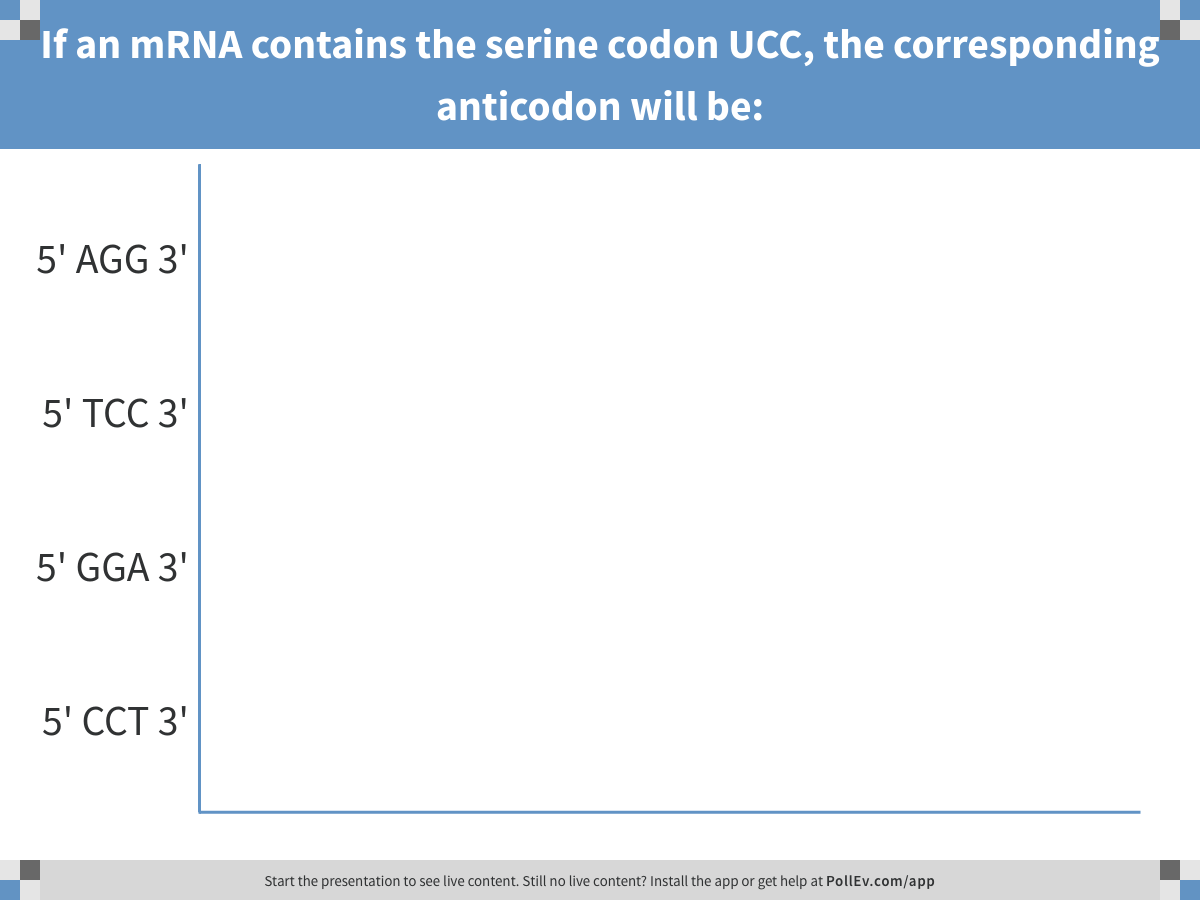 If an mRNA contains the serine codon UCC, the corresponding
anticodon will be:
5' AGG 3'
5' TCC 3'
5' GGA 3'
5' CCT 3'
Start the presentation to see live content. Still no live content? Install the app or get help at PollEv.com/app